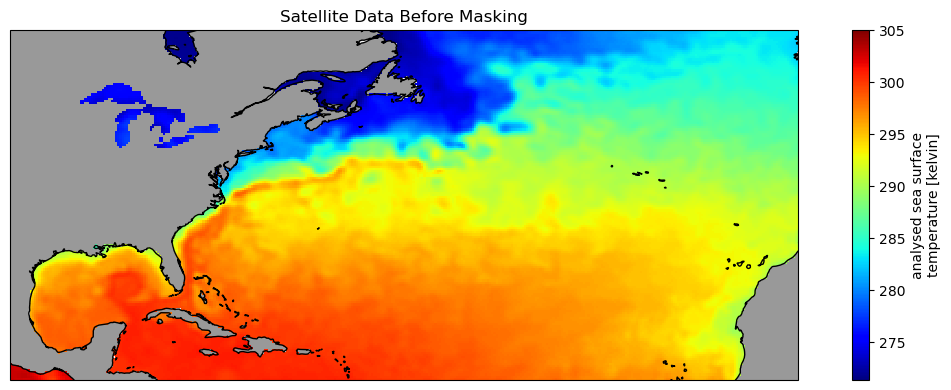 Satellite Data Before Masking
305
300
295
290
285
280
275
analysed sea surface
temperature [kelvin]